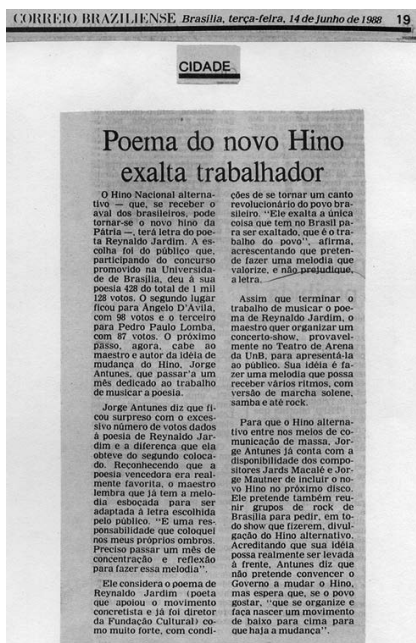 CORREIO BRAZILIENSE Brasília, terça-feira, 14 de junho de 1988 19
CIDADE
Poema do novo Hino
exalta trabalhador
O Hino Nacional alterna-
tivo — que, se receber o
aval dos brasileiros, pode
tornar-se o novo hino da
Pátria —, terá letra do poe-
ta Reynaldo Jardim. A es-
colha foi do público que,
participando do concurso
promovido na Universida-
de de Brasília, deu à sua
poesia 428 do total de 1 mil
128 votos. O segundo lugar
ficou para Ângelo D'Ávila,
com 98 votos e o terceiro
para Pedro Paulo Lomba,
com 87 votos. O próximo
passo, agora, cabe ao
maestro e autor da idéia de
mudança do Hino, Jorge
Antunes, que passar'a um
mês dedicado ao trabalho
de musicar a poesia.
Jorge Antunes diz que fi-
cou surpreso com o exces-
sivo número de votos dados
à poesia de Reynaldo Jar-
dim e a diferença que ela
obteve do segundo coloca-
do. Reconhecendo que a
poesia vencedora era real-
mente favorita, o maestro
lembra que já tem a melo-
dia esboçada para ser
adaptada à letra escolhida
pelo público. "E uma res-
ponsabilidade que coloquei
nos meus próprios ombros.
Preciso passar um mês de
concentração e reflexão
para fazer essa melodia".
Ele considera o poema de
Reynaldo Jardim (poeta
que apoiou o movimento
concretista e já foi diretor
da Fundação Cultural) co-
mo muito forte, com condi-
ções de se tornar um canto
revolucionário do povo bra-
sileiro. "Ele exalta a única
coisa que tem no Brasil pa-
ra ser exaltado, que é o tra-
balho do povo", afirma,
acrescentando que preten-
de fazer uma melodia que
valorize, e não prejudique,
a letra.
Assim que terminar o
trabalho de musicar o poe-
ma de Reynaldo Jardim, o
maestro quer organizar um
concerto-show, provavel-
mente no Teatro de Arena
da UnB, para apresentá-la
ao público. Sua idéia é fa-
zer uma melodia que possa
receber vários ritmos, com
versão de marcha solene,
samba e até rock.
Para que o Hino alterna-
tivo entre nos meios de co-
municação de massa, Jor-
ge Antunes já conta com a
disponibilidade dos compo-
sitores Jards Macalé e Jor-
ge Mautner de incluir o no-
vo Hino no próximo disco.
Ele pretende também reu-
nir grupos de rock de
Brasília para pedir, em to-
do show que fizerem, divul-
gação do Hino alternativo.
Acreditando que sua idéia
possa realmente ser levada
à frente, Antunes diz que
não pretende convencer o
Governo a mudar o Hino,
mas espera que, se o povo
gostar, "que se organize e
faça nascer um movimento
de baixo para cima para
que haja a mudança".